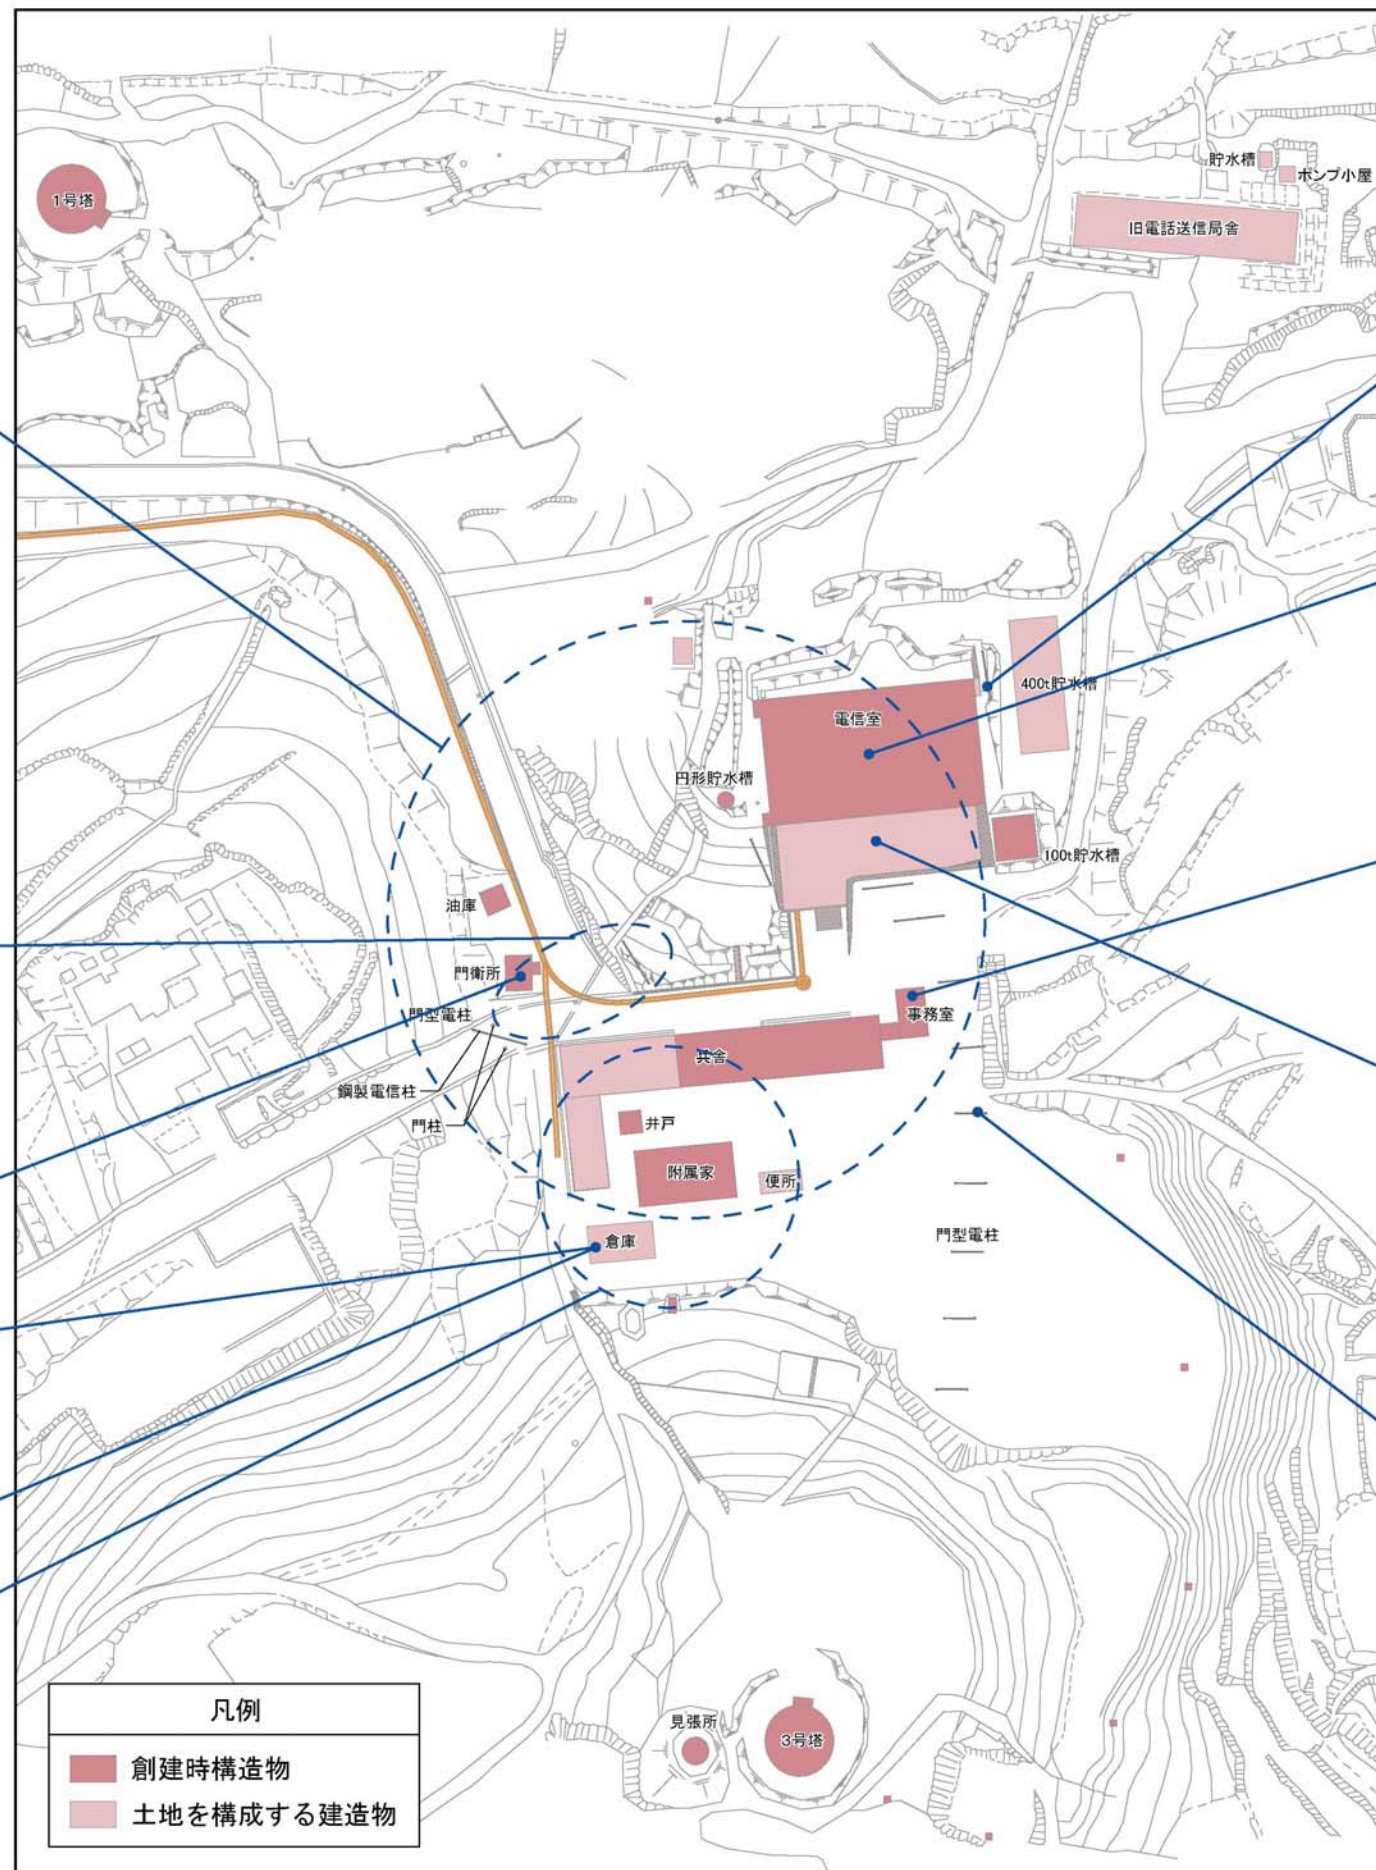 1号塔
貯水槽
ポンプ小屋
旧電話送信局舎
400t貯水槽
電信室
円形貯水槽
100t貯水槽
油庫
門衛所
門型電柱
事務室
兵舎
鋼製電信柱
門柱
井戸
附属家
便所
倉庫
門型電柱
見張所
3号塔
凡例
創建時構造物
土地を構成する建造物